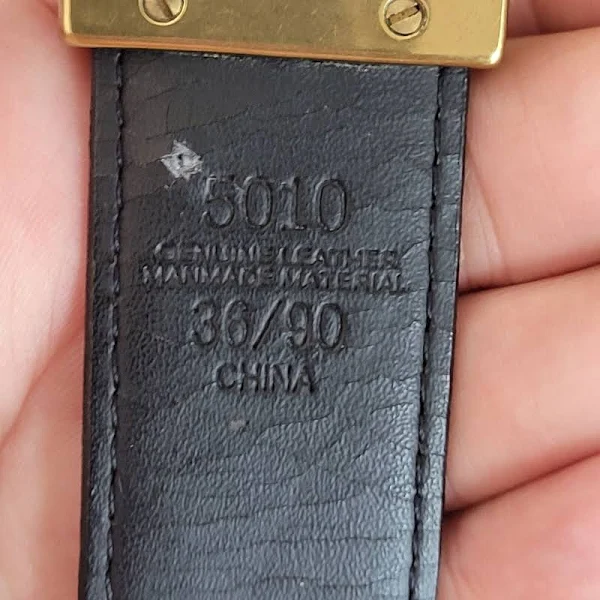 5010
GENUINE LEATHER
MANMADE MATERIAL
36/90
CHINA